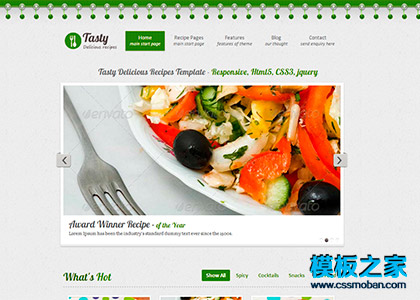 Tasty
Delicious recipes
Home
main start page
Recipe Pages
main start page
Features
features of theme
Blog
our thought
Contact
send enquiry here
Tasty Delicious Recipes Template - Responsive, Html5, CSS3, jquery
envato
Award Winner Recipe - of the Year
Lorem Ipsum has been the industry's standard dummy text ever since the 1500s.
What's Hot
Show All
Spicy
Cocktails
Snacks
模板之家
www.cssmoban.com